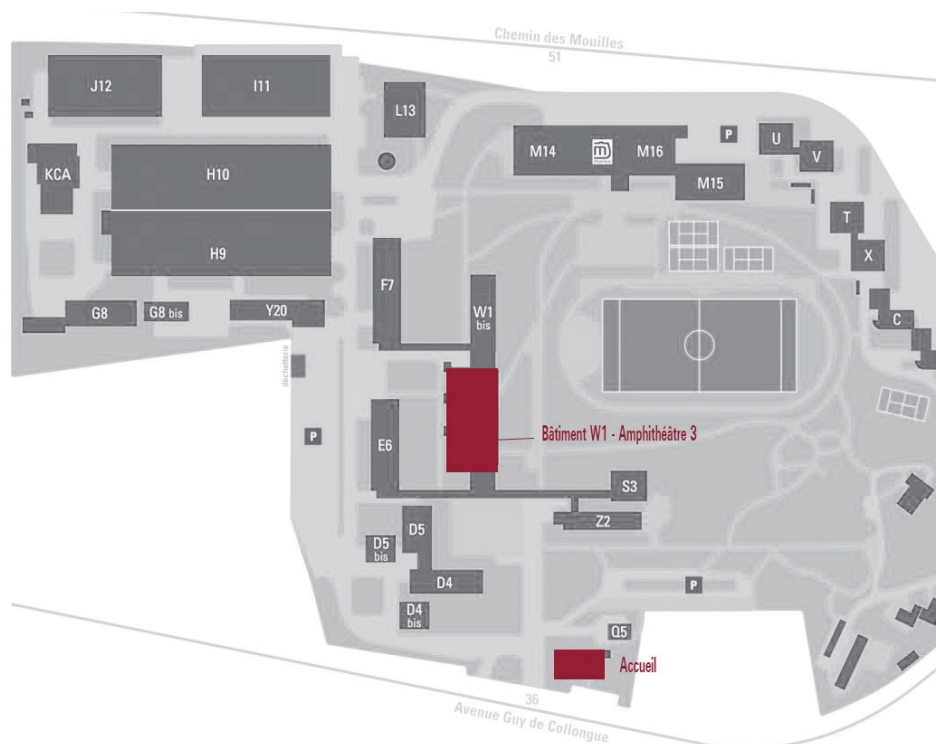 Chemin des Mouilles
51
J12
I11
L13
M14
m
M16
P
U
V
KCA
H10
M15
T
H9
X
F7
G8
G8 bis
Y20
W1
bis
C
déchetterie
Bâtiment W1 - Amphithéâtre 3
P
E6
S3
Z2
D5
D5
bis
D4
P
D4
bis
Q5
Accueil
36
Avenue Guy de Collongue